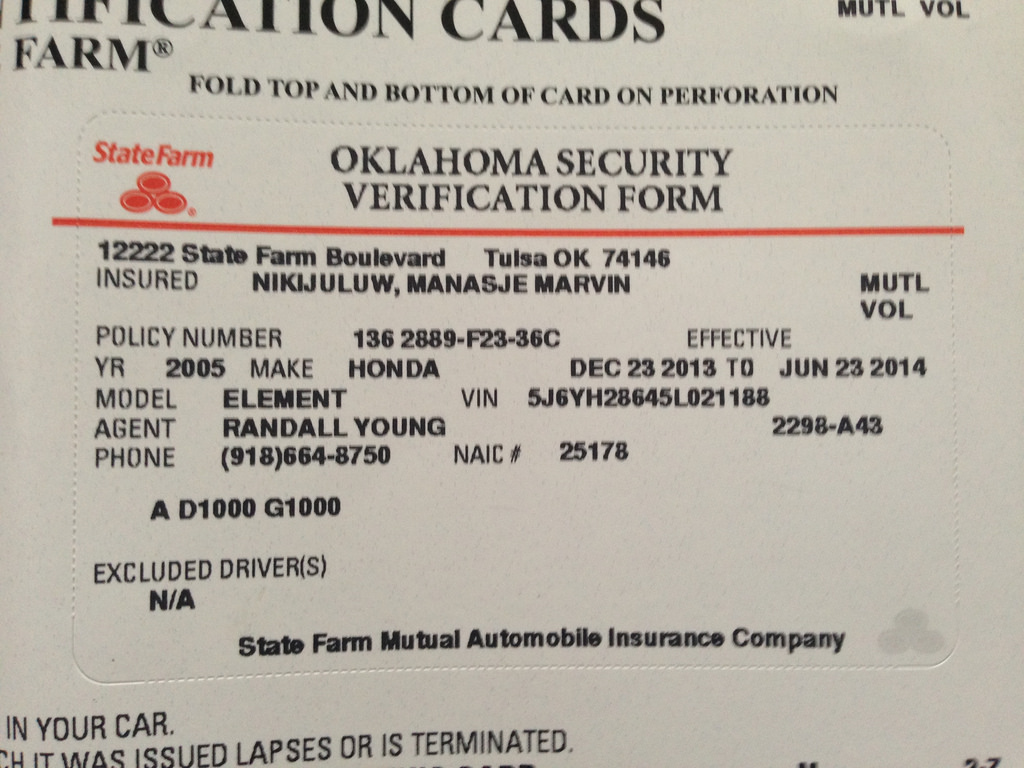 TIFICATION CARDS
MUTL VOL
FARM®
FOLD TOP AND BOTTOM OF CARD ON PERFORATION
State Farm®
OKLAHOMA SECURITY
VERIFICATION FORM
12222 State Farm Boulevard Tulsa OK 74146
INSURED NIKIJULUW, MANASJE MARVIN MUTL
VOL
POLICY NUMBER 136 2889-F23-36C EFFECTIVE
YR 2005 MAKE HONDA DEC 23 2013 TO JUN 23 2014
MODEL ELEMENT VIN 5J6YH28645L021188
AGENT RANDALL YOUNG 2298-A43
PHONE (918)664-8750 NAIC # 25178
A D1000 G1000
EXCLUDED DRIVER(S)
N/A
State Farm Mutual Automobile Insurance Company
IN YOUR CAR.
CH IT WAS ISSUED LAPSES OR IS TERMINATED.